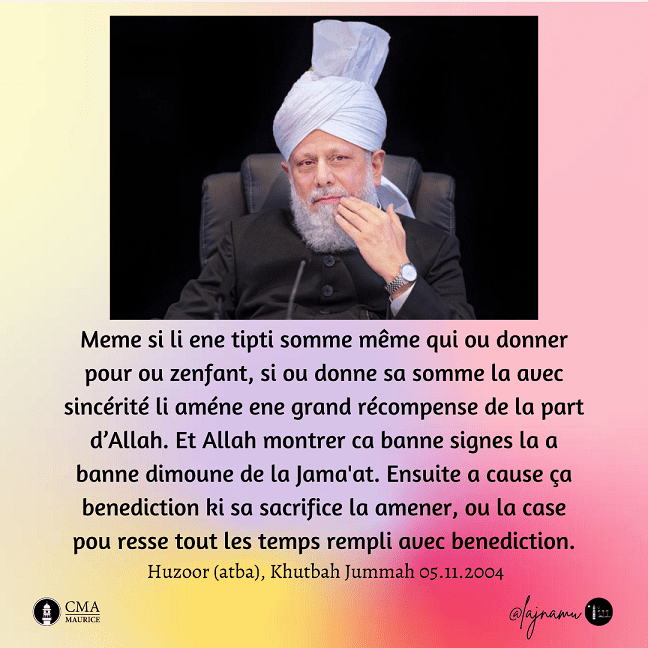 Meme si li ene tipti somme même qui ou donner
pour ou zenfant, si ou donne sa somme la avec
sincérité li améne ene grand récompense de la part
d’Allah. Et Allah montrer ca banne signes la a
banne dimoune de la Jama'at. Ensuite a cause ça
benediction ki sa sacrifice la amener, ou la case
pou resse tout les temps rempli avec benediction.
Huzoor (atba), Khutbah Jummah 05.11.2004
CMA
MAURICE
@lajnamu